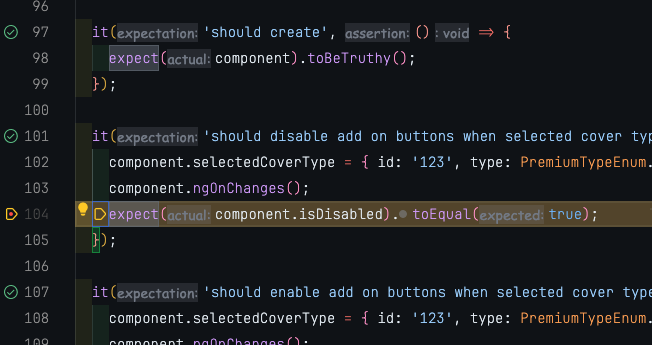 96
97 it(expectation: 'should create', assertion: () : void => {
98 expect(actual: component).toBeTruthy();
99 });
100
101 it(expectation: 'should disable add on buttons when selected cover typ
102 component.selectedCoverType = { id: '123', type: PremiumTypeEnum.
103 component.ngOnChanges();
104 expect(actual: component.isDisabled). toEqual(expected: true);
105 });
106
107 it(expectation: 'should enable add on buttons when selected cover type
108 component.selectedCoverType = { id: '123', type: PremiumTypeEnum.
109 component.ngOnChanges();